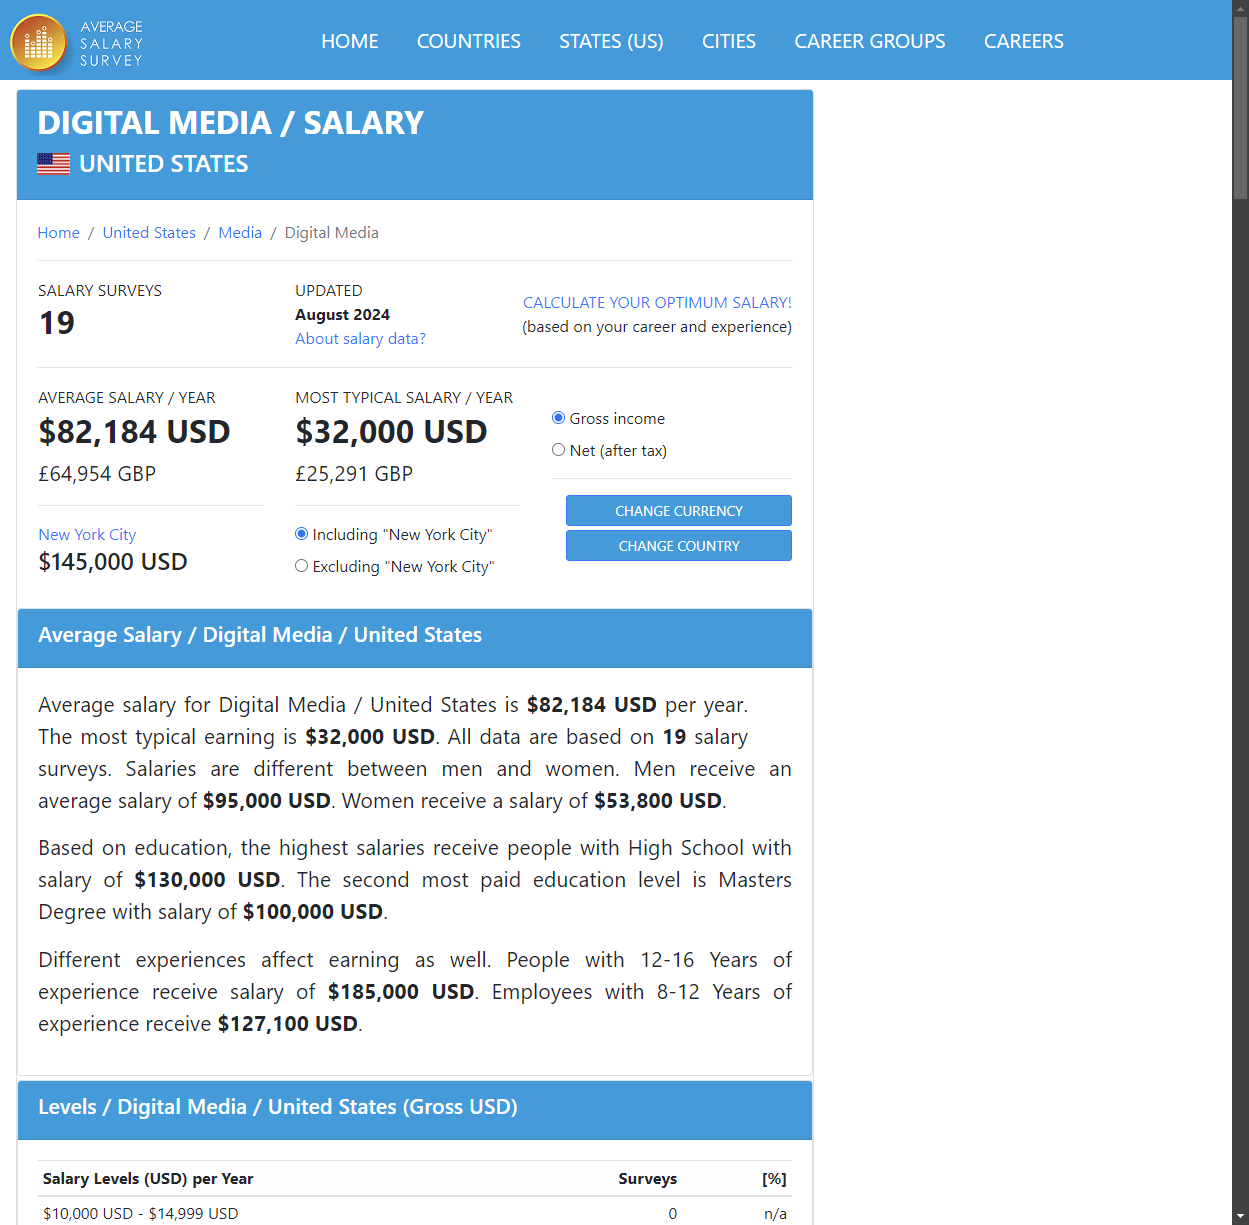 AVERAGE
SALARY
SURVEY
HOME
COUNTRIES
STATES (US)
CITIES
CAREER GROUPS
CAREERS
DIGITAL MEDIA / SALARY
UNITED STATES
Home / United States / Media / Digital Media
SALARY SURVEYS
19
UPDATED
August 2024
About salary data?
CALCULATE YOUR OPTIMUM SALARY!
(based on your career and experience)
AVERAGE SALARY / YEAR
$82,184 USD
£64,954 GBP
New York City
$145,000 USD
MOST TYPICAL SALARY / YEAR
$32,000 USD
£25,291 GBP
Including "New York City"
Excluding "New York City"
Gross income
Net (after tax)
CHANGE CURRENCY
CHANGE COUNTRY
Average Salary / Digital Media / United States
Average salary for Digital Media / United States is $82,184 USD per year.
The most typical earning is $32,000 USD. All data are based on 19 salary
surveys. Salaries are different between men and women. Men receive an
average salary of $95,000 USD. Women receive a salary of $53,800 USD.
Based on education, the highest salaries receive people with High School with
salary of $130,000 USD. The second most paid education level is Masters
Degree with salary of $100,000 USD.
Different experiences affect earning as well. People with 12-16 Years of
experience receive salary of $185,000 USD. Employees with 8-12 Years of
experience receive $127,100 USD.
Levels / Digital Media / United States (Gross USD)
Salary Levels (USD) per Year Surveys [%]
$10,000 USD - $14,999 USD 0 n/a